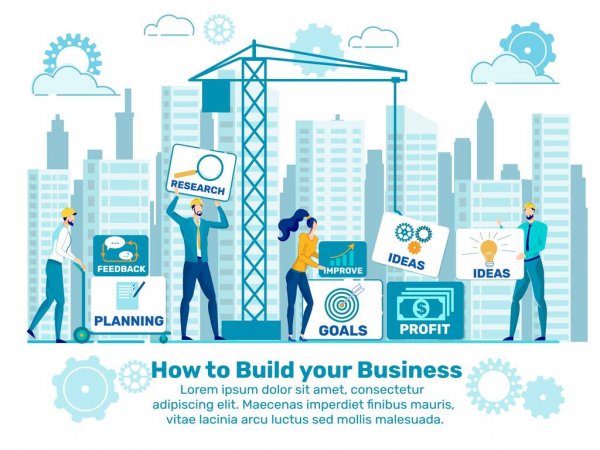 RESEARCH
FEEDBACK
PLANNING
IMPROVE
GOALS
IDEAS
PROFIT
IDEAS
How to Build your Business
Lorem ipsum dolor sit amet, consectetur
adipiscing elit. Maecenas imperdiet finibus mauris,
vitae lacinia arcu luctus sed mollis malesuada.